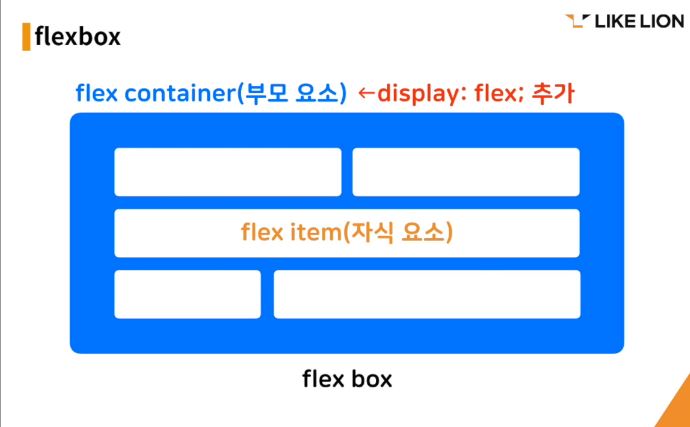 LIKE LION
flexbox
flex container(부모 요소) ←display: flex; 추가
flex item(자식 요소)
flex box